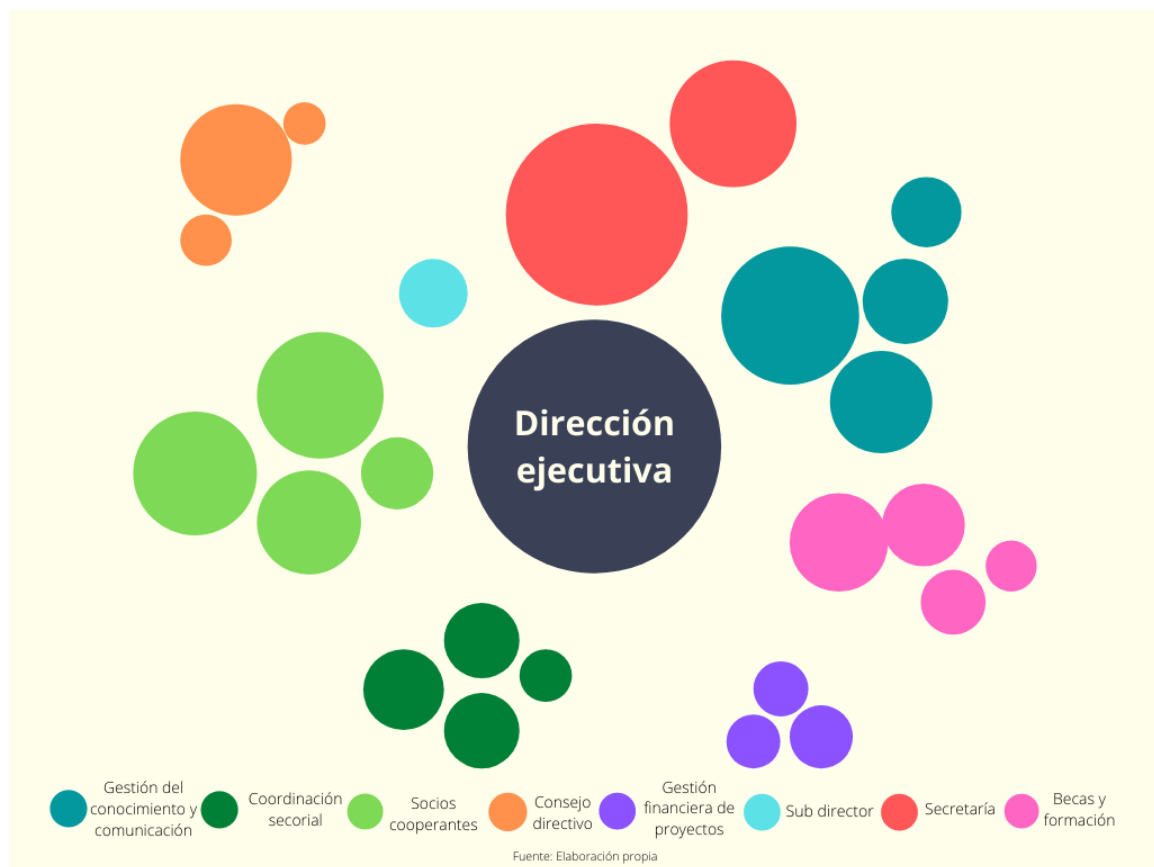 Dirección
ejecutiva
Gestión del
conocimiento y
comunicación
Coordinación
secorial
Socios
cooperantes
Consejo
directivo
Gestión
financiera de
proyectos
Sub director
Secretaría
Becas y
formación
Fuente: Elaboración propia